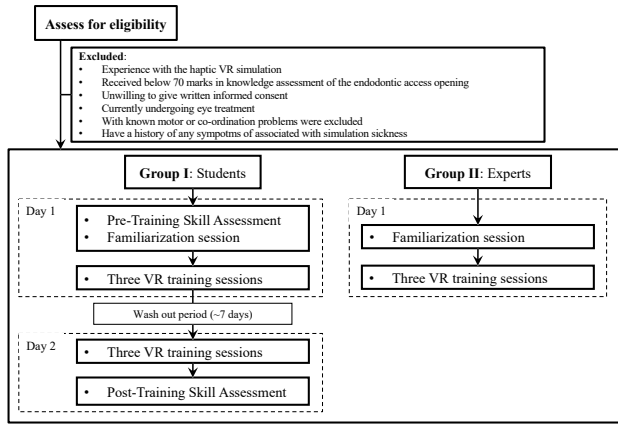 Assess for eligibility
Excluded:
• Experience with the haptic VR simulation
• Received below 70 marks in knowledge assessment of the endodontic access opening
• Unwilling to give written informed consent
• Currently undergoing eye treatment
• With known motor or co-ordination problems were excluded
• Have a history of any sympotms of associated with simulation sickness
Group I: Students
Group II: Experts
Day 1
• Pre-Training Skill Assessment
• Familiarization session
• Three VR training sessions
Day 1
• Familiarization session
• Three VR training sessions
Wash out period (~7 days)
Day 2
• Three VR training sessions
• Post-Training Skill Assessment